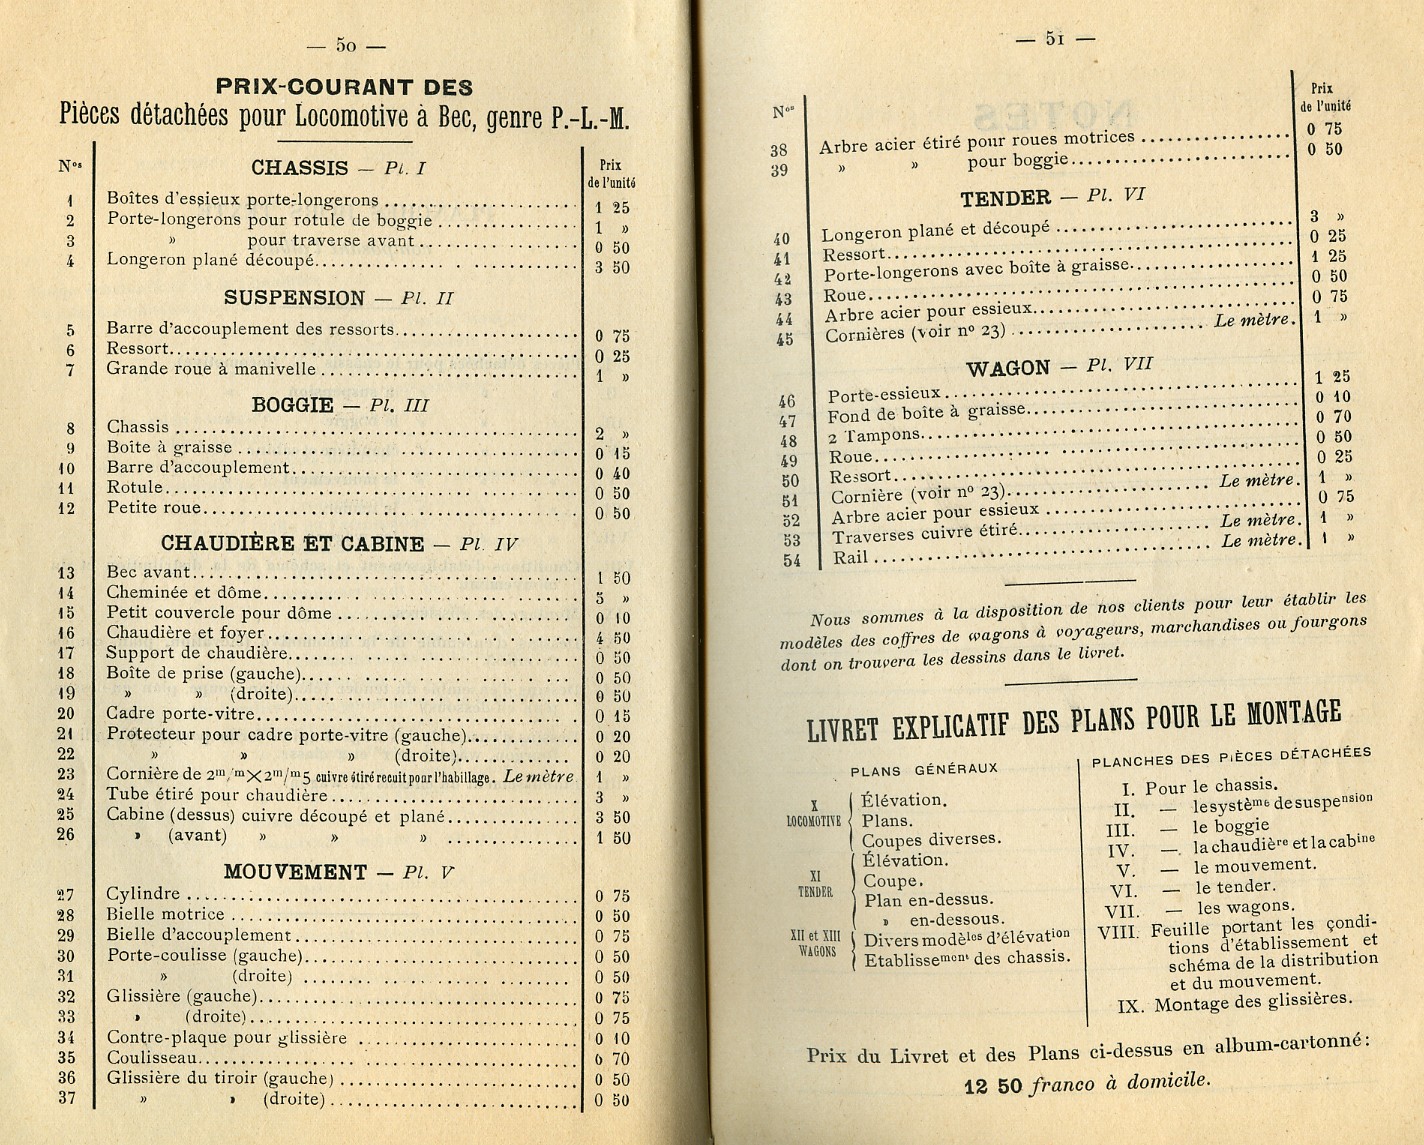 — 50 —
PRIX-COURANT DES
Pièces détachées pour Locomotive à Bec, genre P.-L.-M.
Nos CHASSIS — Pl. I Prix de l'unité
1 Boîtes d'essieux porte-longerons 1 25
2 Porte-longerons pour rotule de boggie 1 »
3 » pour traverse avant 0 50
4 Longeron plané découpé 3 50
SUSPENSION — Pl. II
5 Barre d'accouplement des ressorts 0 75
6 Ressort 0 25
7 Grande roue à manivelle 1 »
BOGGIE — Pl. III
8 Chassis 2 »
9 Boîte à graisse 0 15
10 Barre d'accouplement 0 40
11 Rotule 0 50
12 Petite roue 0 50
CHAUDIÈRE ET CABINE — Pl. IV
13 Bec avant 1 50
14 Cheminée et dôme 5 »
15 Petit couvercle pour dôme 0 10
16 Chaudière et foyer 4 50
17 Support de chaudière 0 50
18 Boîte de prise (gauche) 0 50
19 » » (droite) 0 50
20 Cadre porte-vitre 0 15
21 Protecteur pour cadre porte-vitre (gauche) 0 20
22 » » » (droite) 0 20
23 Cornière de 2m/m×2m/m5 cuivre étiré recuit pour l'habillage. Le mètre 1 »
24 Tube étiré pour chaudière 3 »
25 Cabine (dessus) cuivre découpé et plané 3 50
26 » (avant) » » » 1 50
MOUVEMENT — Pl. V
27 Cylindre 0 75
28 Bielle motrice 0 50
29 Bielle d'accouplement 0 75
30 Porte-coulisse (gauche) 0 50
31 » (droite) 0 50
32 Glissière (gauche) 0 75
33 » (droite) 0 75
34 Contre-plaque pour glissière 0 10
35 Coulisseau 0 70
36 Glissière du tiroir (gauche) 0 50
37 » » (droite) 0 50
— 51 —
Nos Prix de l'unité
38 Arbre acier étiré pour roues motrices 0 75
39 » » pour boggie 0 50
TENDER — Pl. VI
40 Longeron plané et découpé 3 »
41 Ressort 0 25
42 Porte-longerons avec boîte à graisse 1 25
43 Roue 0 50
44 Arbre acier pour essieux 0 75
45 Cornières (voir no 23) Le mètre. 1 »
WAGON — Pl. VII
46 Porte-essieux 1 25
47 Fond de boîte à graisse 0 10
48 2 Tampons 0 70
49 Roue 0 50
50 Ressort 0 25
51 Cornière (voir no 23) Le mètre. 1 »
52 Arbre acier pour essieux 0 75
53 Traverses cuivre étiré Le mètre. 1 »
54 Rail Le mètre. 1 »
Nous sommes à la disposition de nos clients pour leur établir les
modèles des coffres de wagons à voyageurs, marchandises ou fourgons
dont on trouvera les dessins dans le livret.
LIVRET EXPLICATIF DES PLANS POUR LE MONTAGE
PLANS GÉNÉRAUX
X LOCOMOTIVE
Élévation.
Plans.
Coupes diverses.
XI TENDER
Élévation.
Coupe.
Plan en-dessus.
» en-dessous.
XII et XIII WAGONS
Divers modèles d'élévation
Etablissement des chassis.
PLANCHES DES PIÈCES DÉTACHÉES
I. Pour le chassis.
II. — le système de suspension
III. — le boggie
IV. — la chaudière et la cabine
V. — le mouvement.
VI. — le tender.
VII. — les wagons.
VIII. Feuille portant les condi-
tions d'établissement et
schéma de la distribution
et du mouvement.
IX. Montage des glissières.
Prix du Livret et des Plans ci-dessus en album-cartonné :
12 50 franco à domicile.